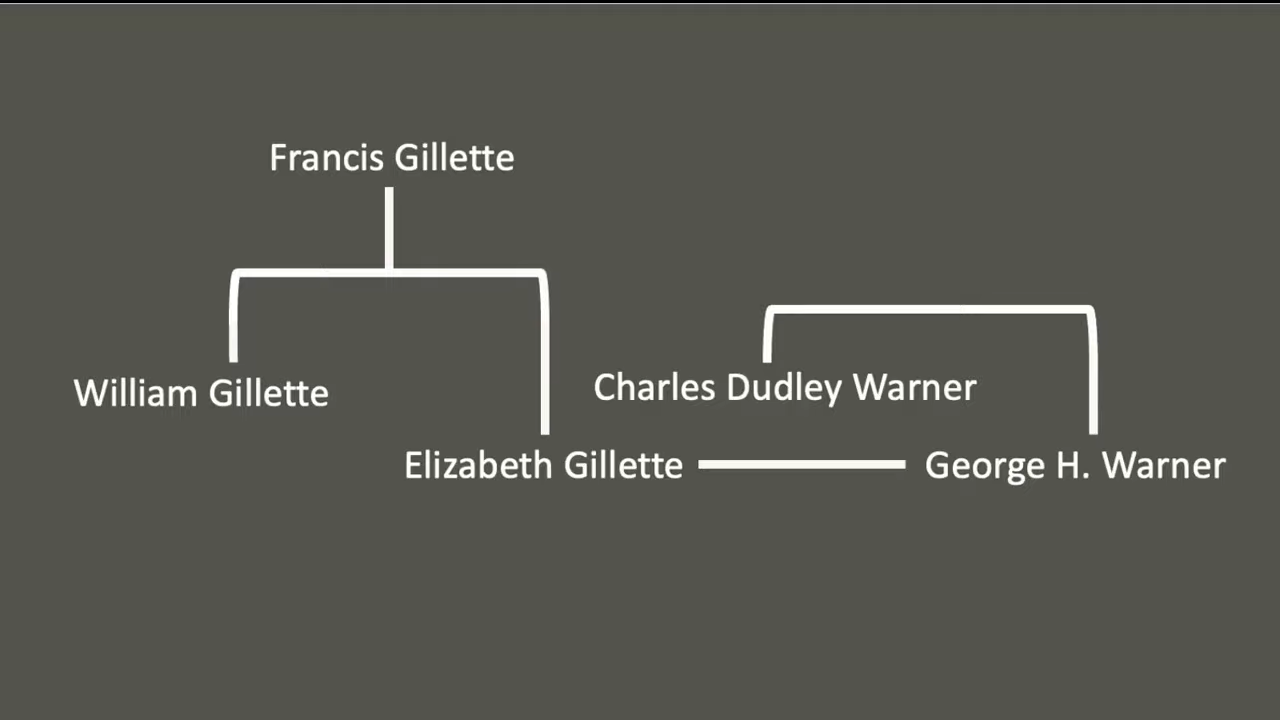 Francis Gillette
William Gillette
Charles Dudley Warner
Elizabeth Gillette
George H. Warner